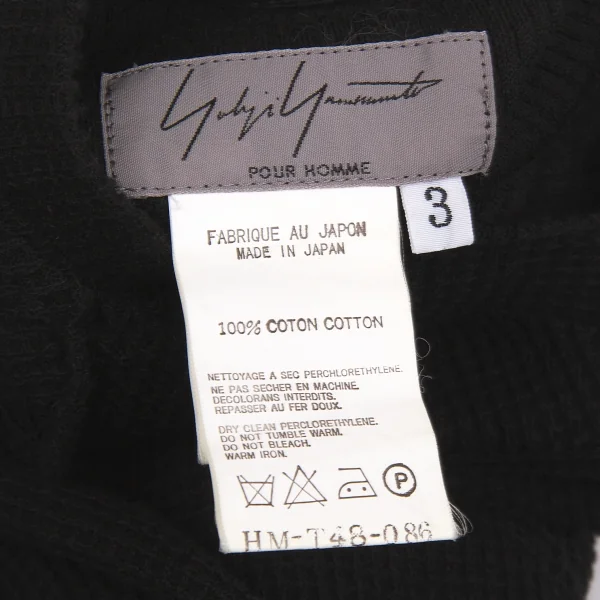 Yohji Yamamoto
POUR HOMME
3
FABRIQUE AU JAPON
MADE IN JAPAN
100% COTON COTTON
NETTOYAGE A SEC PERCHLORETHYLENE.
NE PAS SECHER EN MACHINE.
DECOLORANS INTERDITS.
REPASSER AU FER DOUX.
DRY CLEAN PERCLORETHYLENE.
DO NOT TUMBLE WARM.
DO NOT BLEACH.
WARM IRON.
P
HM-T48-086